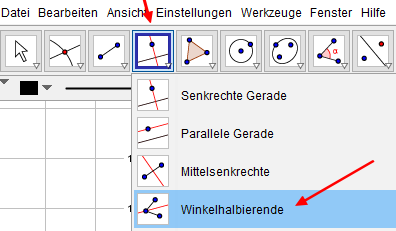 Datei Bearbeiten Ansicht Einstellungen Werkzeuge Fenster Hilfe
α
Senkrechte Gerade
Parallele Gerade
Mittelsenkrechte
Winkelhalbierende